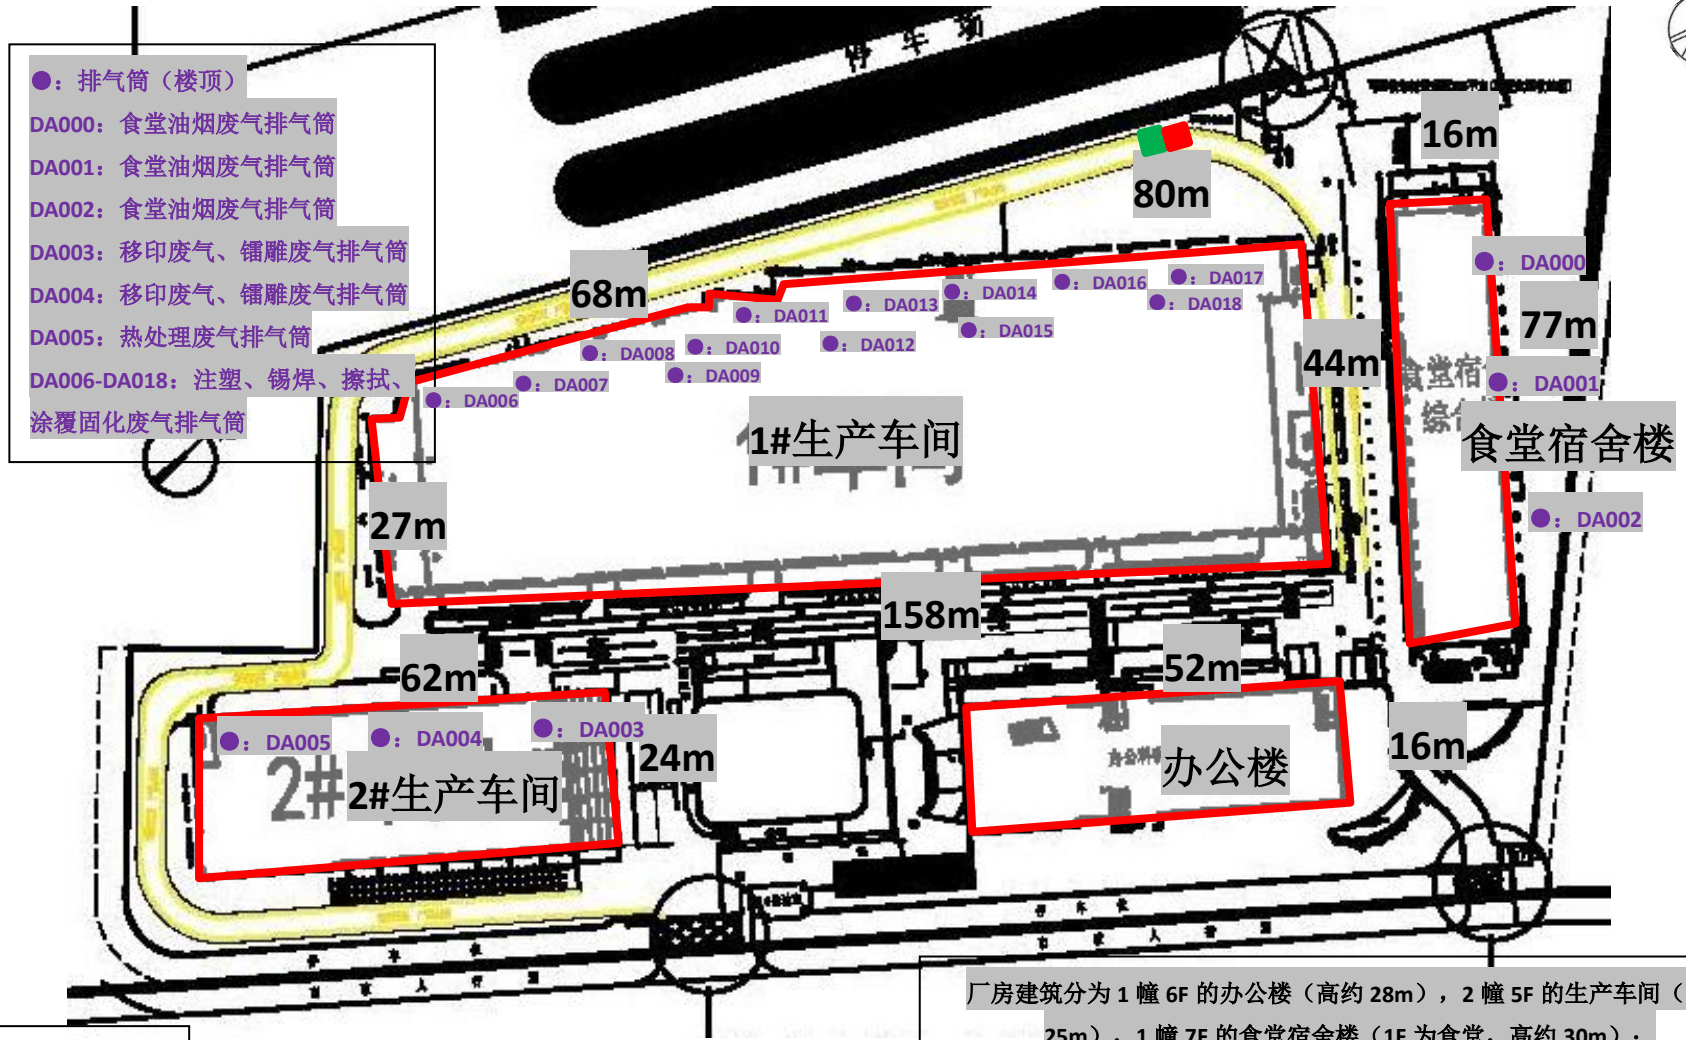 ●：排气筒（楼顶）
DA000：食堂油烟废气排气筒
DA001：食堂油烟废气排气筒
DA002：食堂油烟废气排气筒
DA003：移印废气、镭雕废气排气筒
DA004：移印废气、镭雕废气排气筒
DA005：热处理废气排气筒
DA006-DA018：注塑、锡焊、擦拭、
涂覆固化废气排气筒
停车场
16m
80m
68m
●：DA000
77m
●：DA017
●：DA016
●：DA014
●：DA018
●：DA013
●：DA011
●：DA015
●：DA012
●：DA010
●：DA008
●：DA009
●：DA007
●：DA006
44m
●：DA001
1#生产车间
食堂宿舍楼
●：DA002
27m
158m
62m
52m
●：DA005
●：DA004
●：DA003
24m
16m
2#
2#生产车间
办公楼
厂房建筑分为 1 幢 6F 的办公楼（高约 28m），2 幢 5F 的生产车间（
25m），1 幢 7F 的食堂宿舍楼（1F 为食堂，高约 30m）；